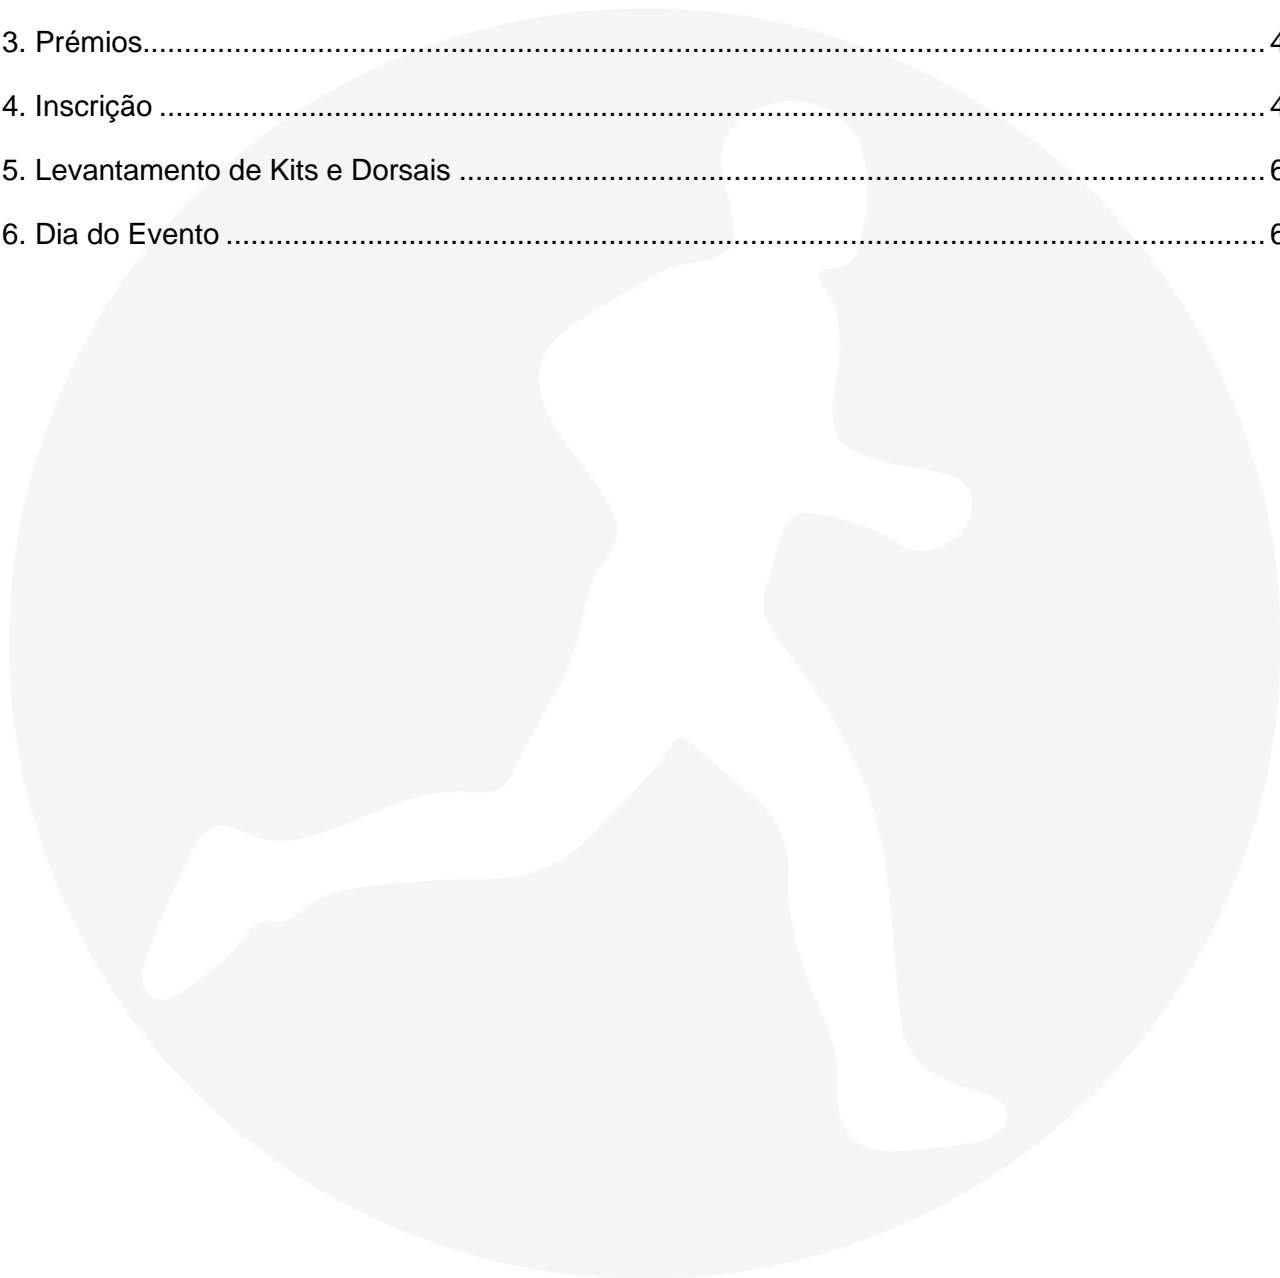 3. Prémios........................................................................................................................................ 4
4. Inscrição ...................................................................................................................................... 4
5. Levantamento de Kits e Dorsais .................................................................................................. 6
6. Dia do Evento .............................................................................................................................. 6